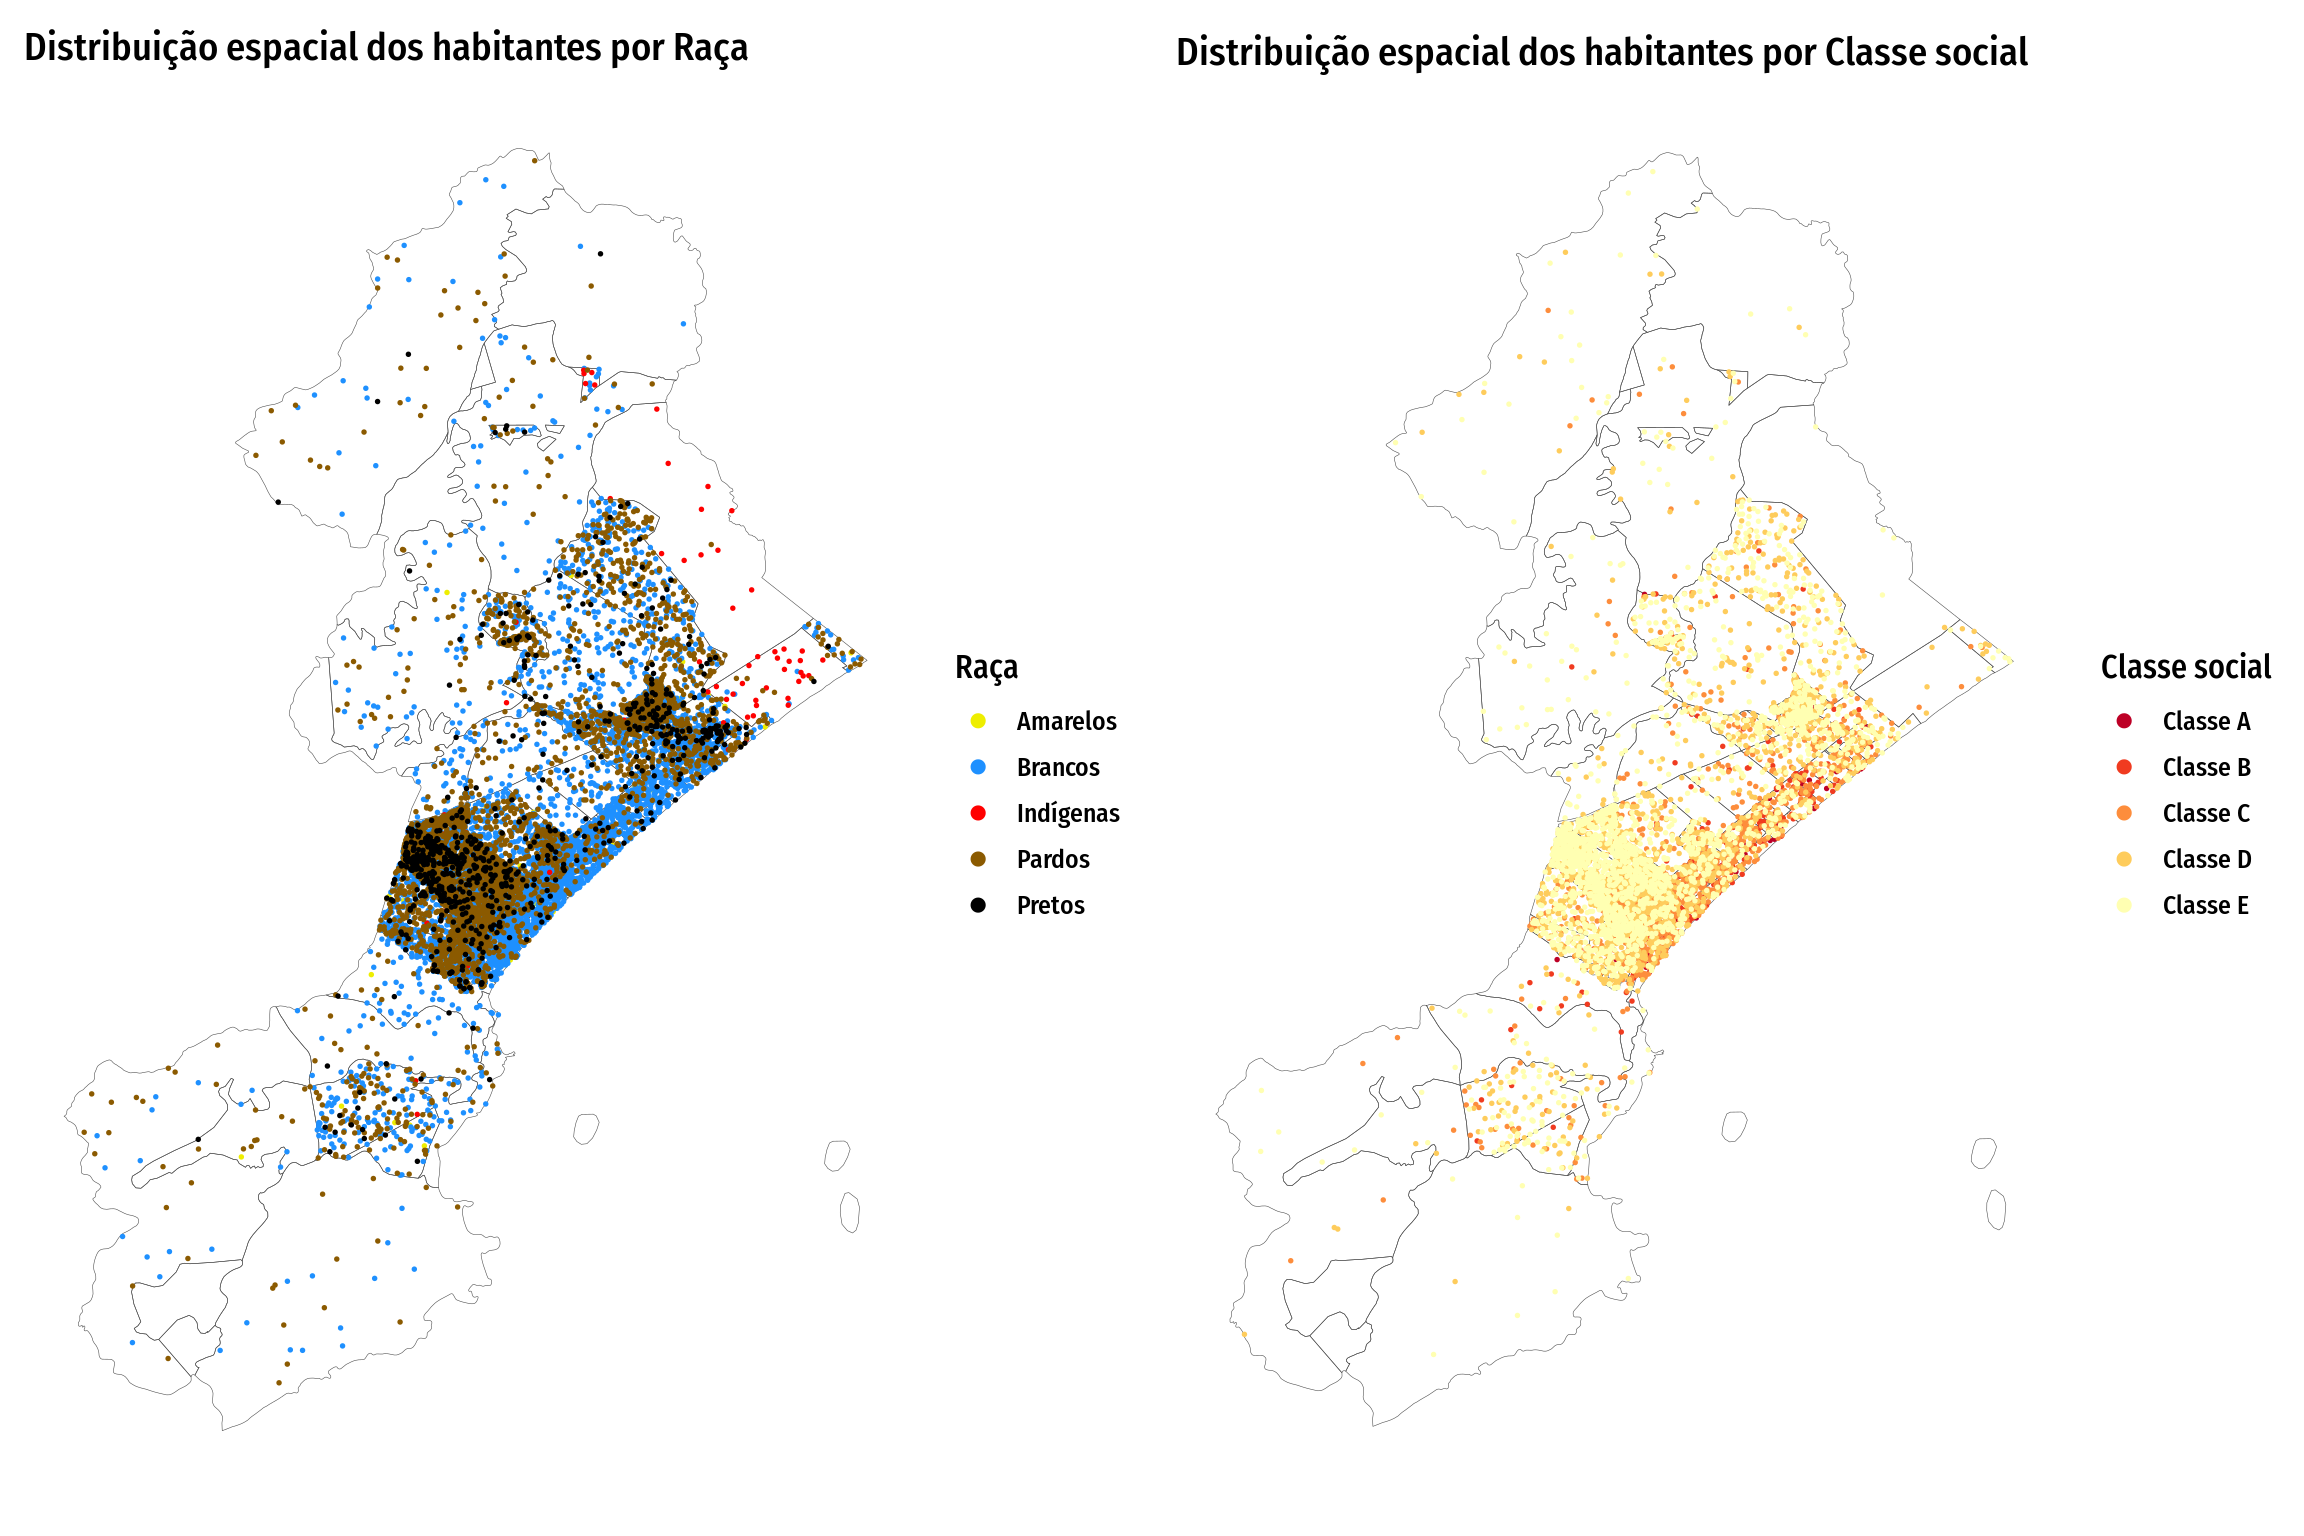 Distribuição espacial dos habitantes por Raça
Raça
Amarelos
Brancos
Indígenas
Pardos
Pretos
Distribuição espacial dos habitantes por Classe social
Classe social
Classe A
Classe B
Classe C
Classe D
Classe E